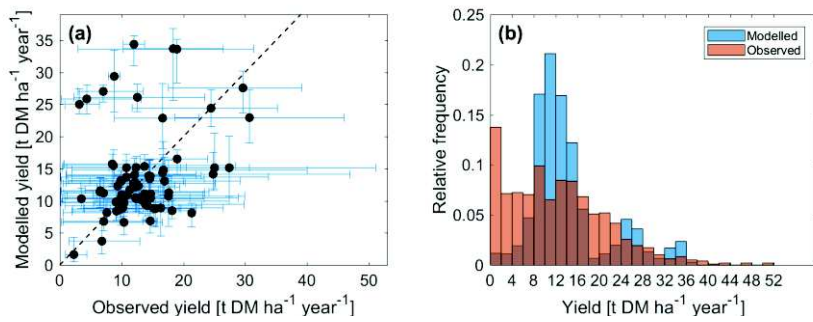 (a)
Modelled yield [t DM ha⁻¹ year⁻¹]
35
30
25
20
15
10
5
0
0 10 20 30 40 50
Observed yield [t DM ha⁻¹ year⁻¹]
(b)
Modelled
Observed
Relative frequency
0.25
0.2
0.15
0.1
0.05
0
0 4 8 12 16 20 24 28 32 36 40 44 48 52
Yield [t DM ha⁻¹ year⁻¹]